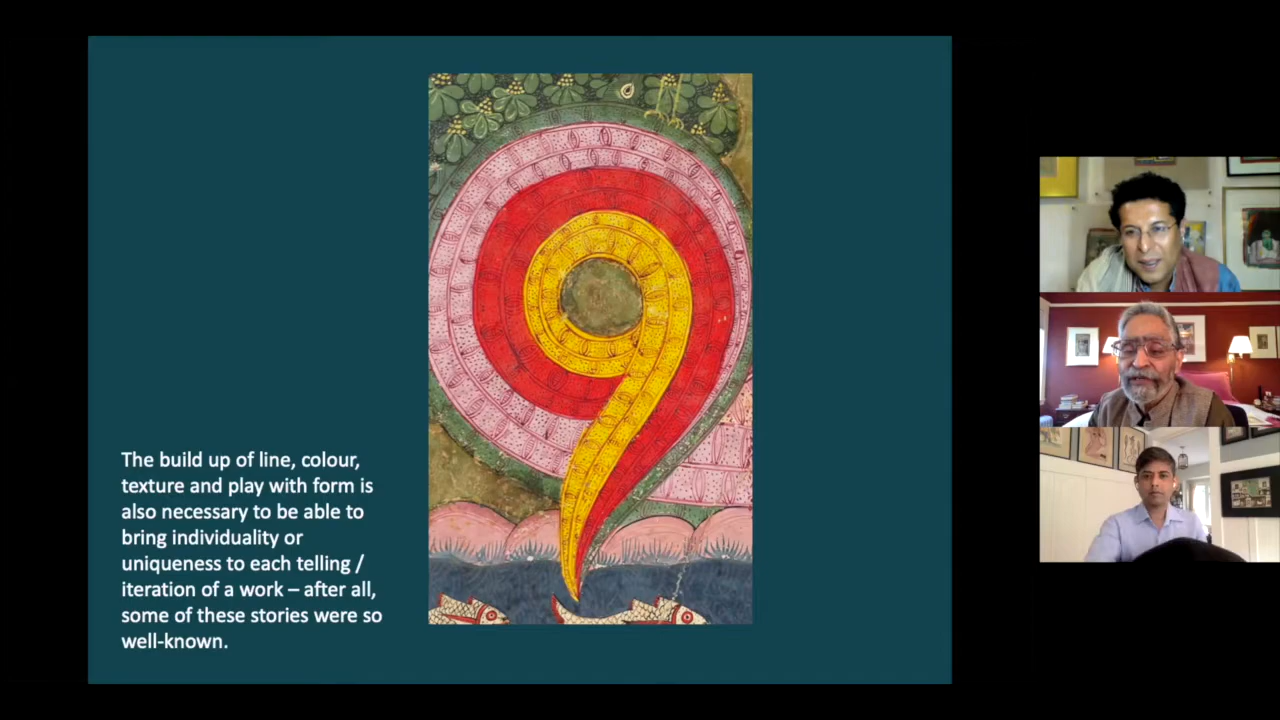 The build up of line, colour,
texture and play with form is
also necessary to be able to
bring individuality or
uniqueness to each telling /
iteration of a work – after all,
some of these stories were so
well-known.